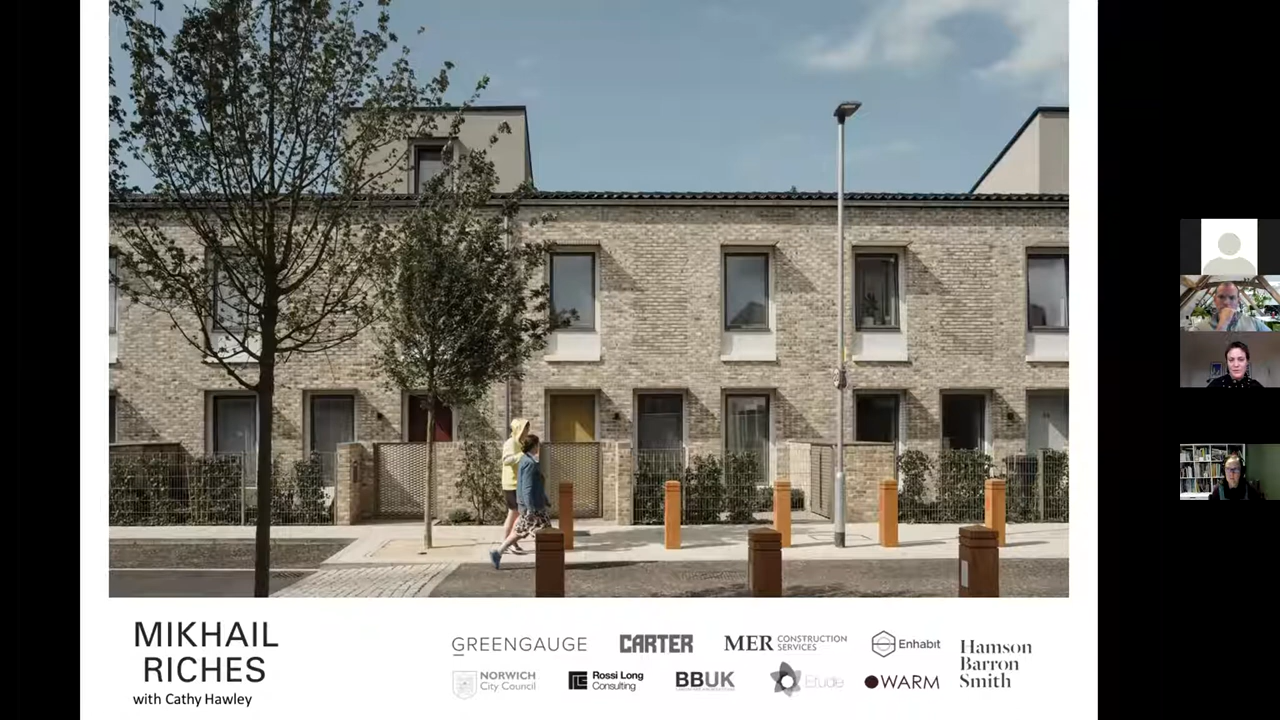 MIKHAIL
RICHES
with Cathy Hawley
GREENGAUGE
CARTER
MER CONSTRUCTION
SERVICES
Enhabit
Hamson
Barron
Smith
NORWICH
City Council
Rossi Long
Consulting
BBUK
Etude
WARM